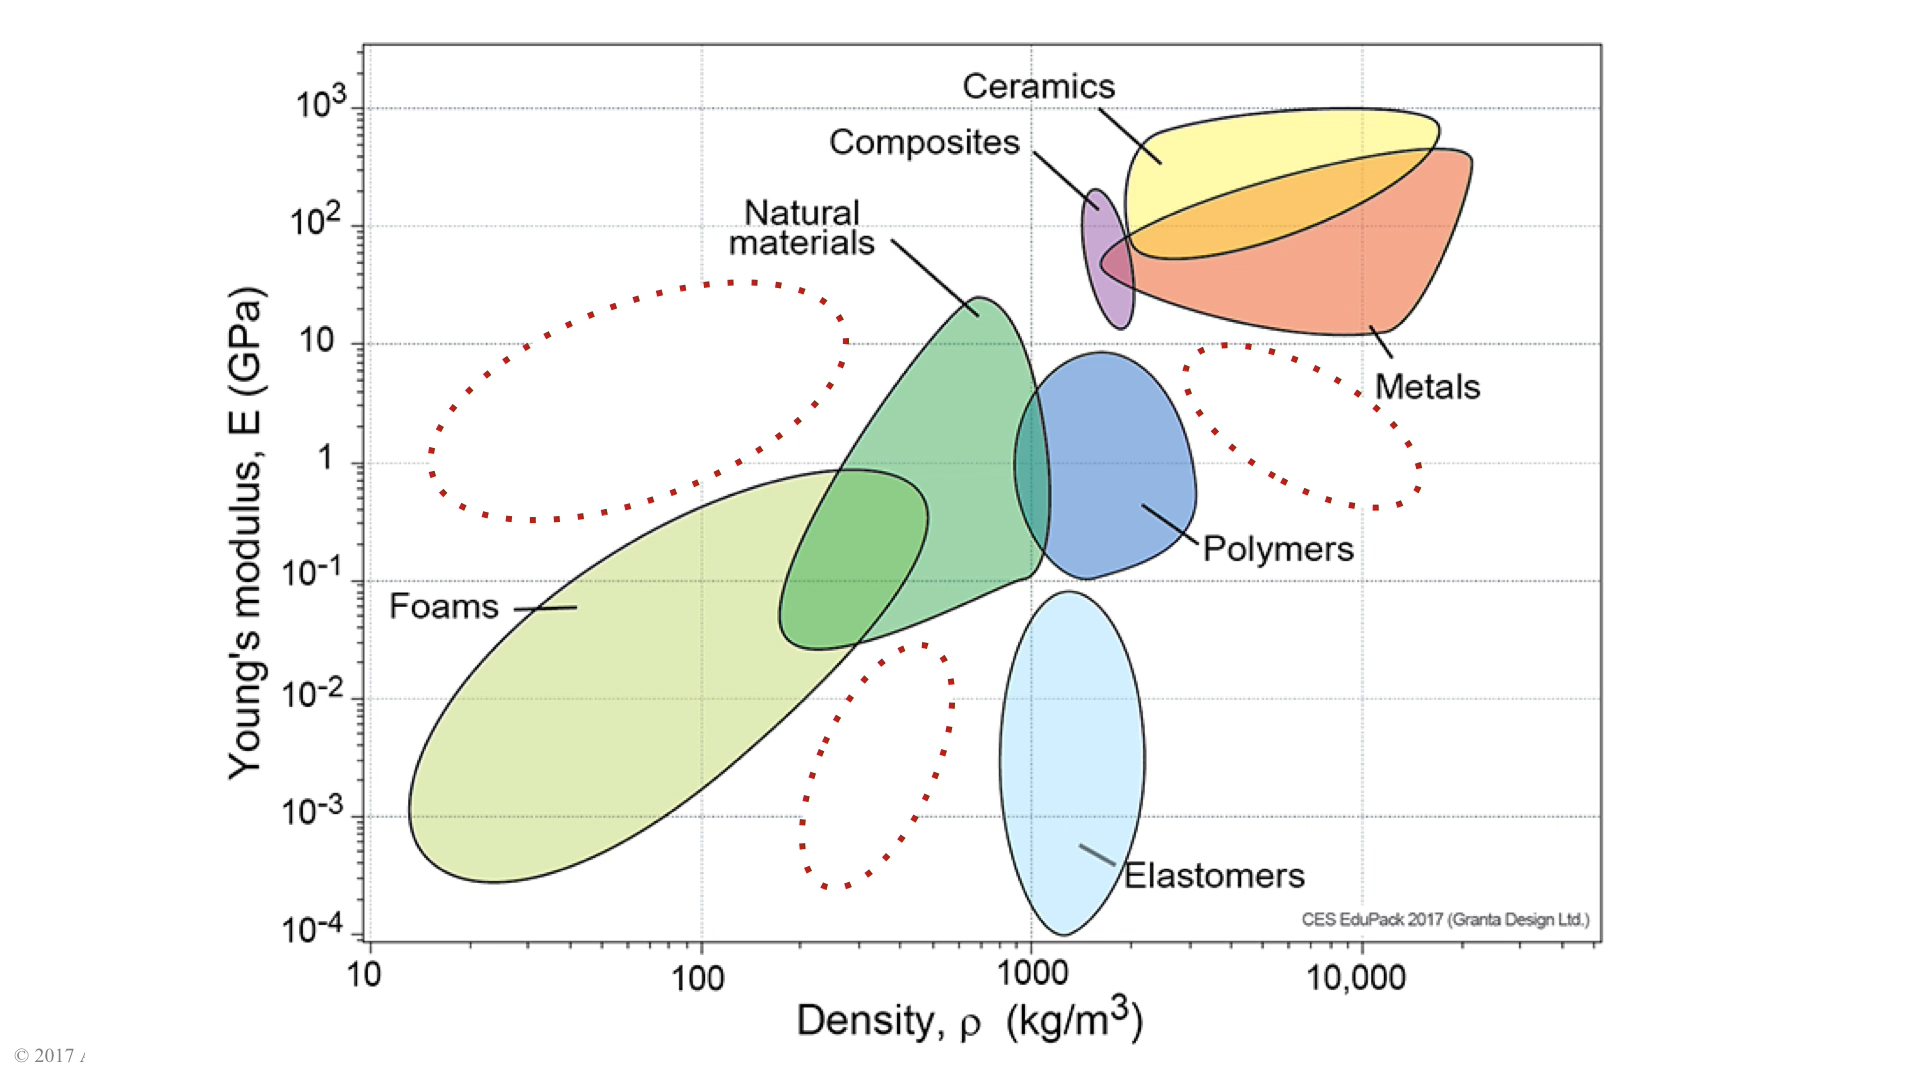 Ceramics
Composites
Natural
materials
Metals
Polymers
Foams
Elastomers
10³
10²
10
1
10⁻¹
10⁻²
10⁻³
10⁻⁴
Young's modulus, E (GPa)
CES EduPack 2017 (Granta Design Ltd.)
10 100 1000 10,000
Density, ρ (kg/m³)
© 2017